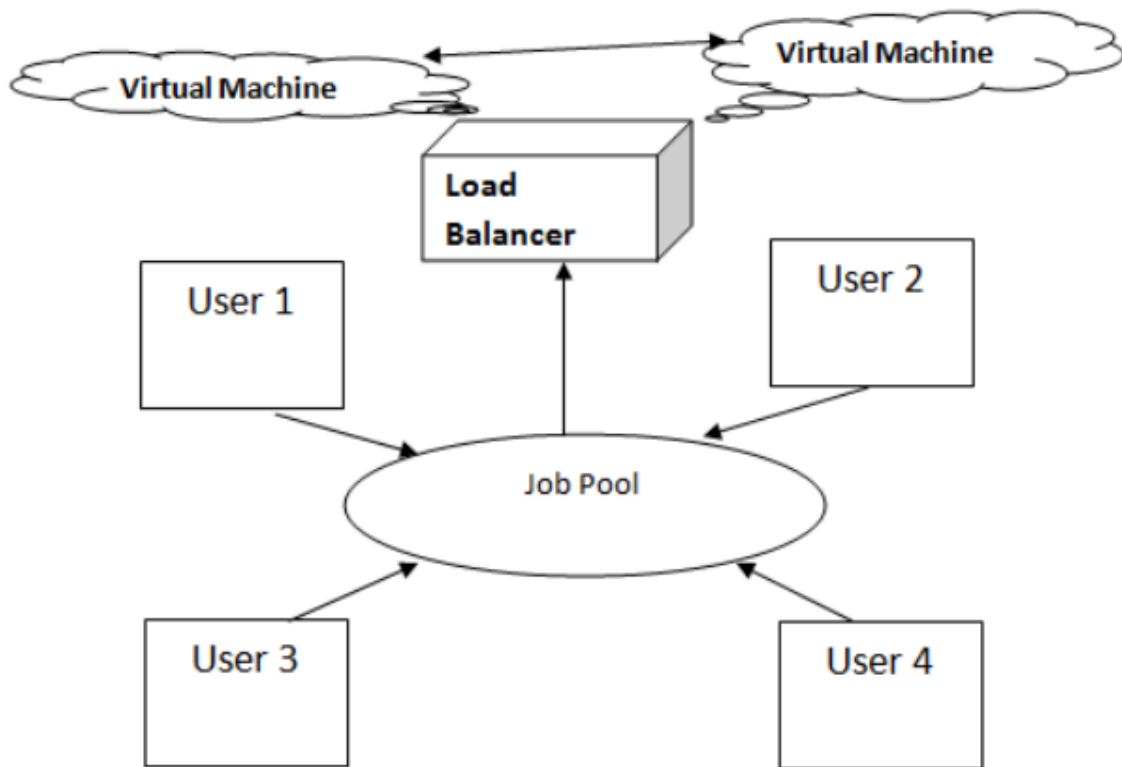 Virtual Machine
Virtual Machine
Load
Balancer
User 1
User 2
Job Pool
User 3
User 4